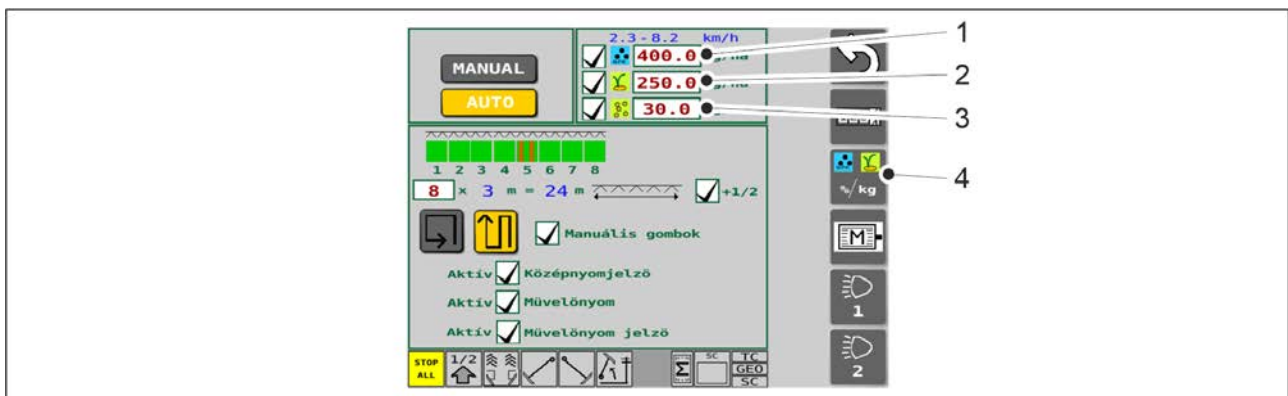 2.3-8.2 km/h
400.0
250.0
30.0
MANUAL
AUTO
1
2
3
4
1 2 3 4 5 6 7 8
8 x 3 m = 24 m +1/2
Manuális gombok
Aktív Középnyomjelzö
Aktív Müvelönyom
Aktív Müvelönyom jelzö
%/kg
M
1
2
STOP ALL
1/2
Σ
SC
TC
GEO
SC